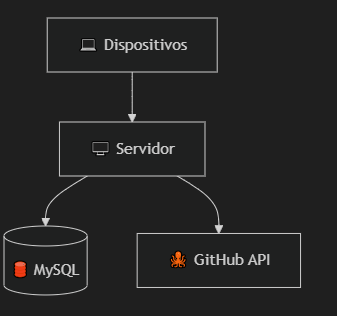 Dispositivos
Servidor
MySQL
GitHub API